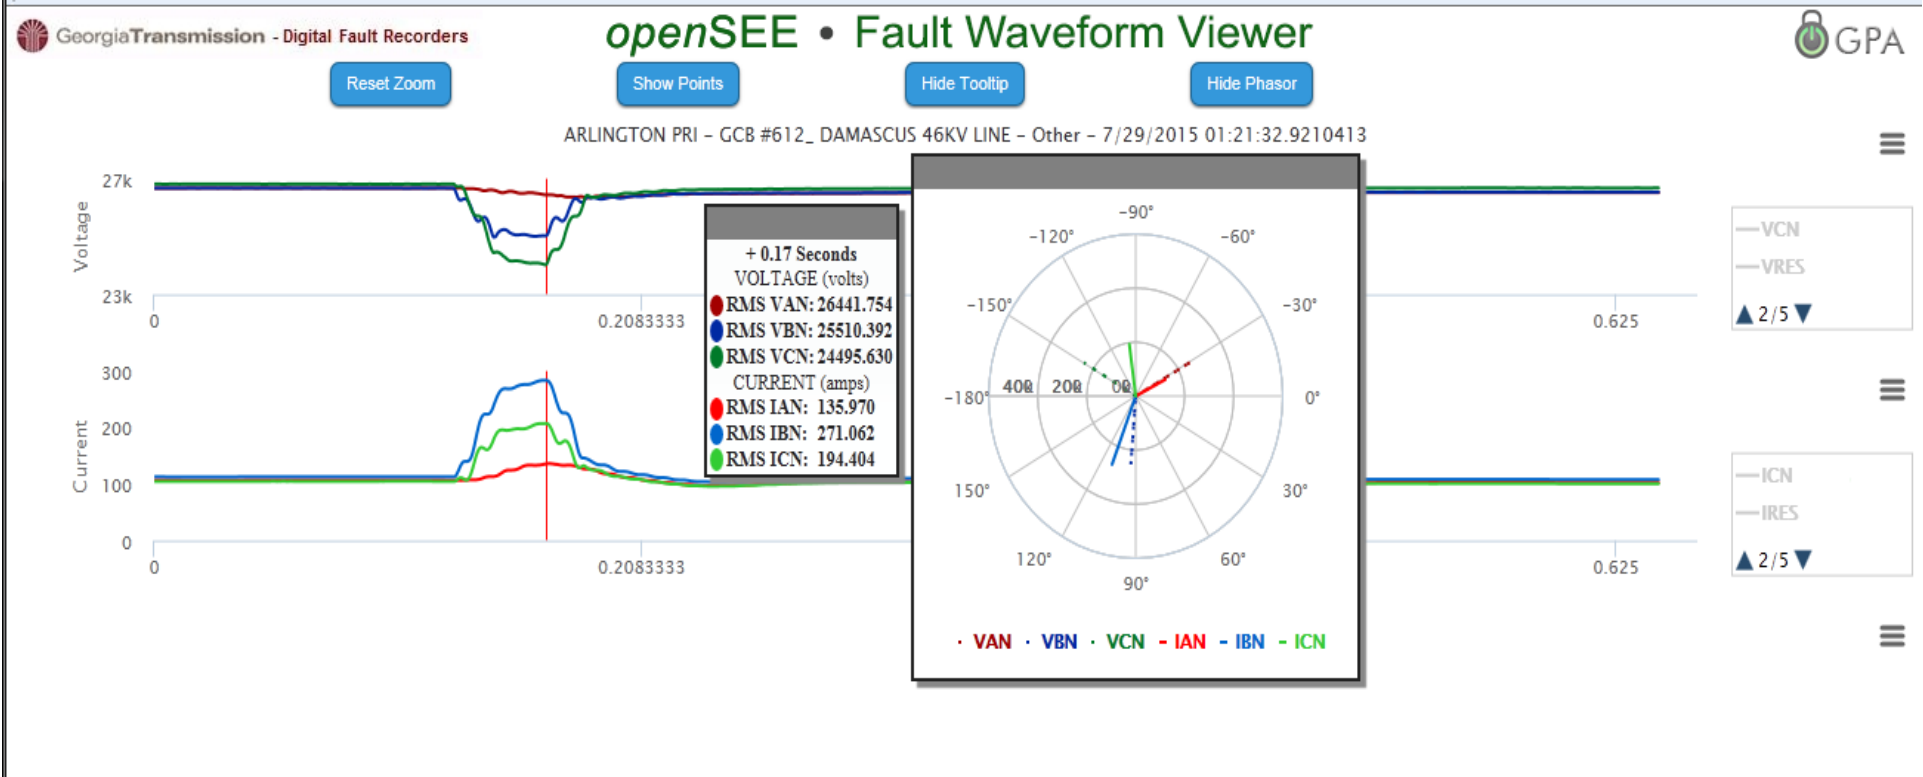 GeorgiaTransmission - Digital Fault Recorders
openSEE • Fault Waveform Viewer
GPA
Reset Zoom
Show Points
Hide Tooltip
Hide Phasor
ARLINGTON PRI - GCB #612_ DAMASCUS 46KV LINE - Other - 7/29/2015 01:21:32.9210413
27k
Voltage
23k
0
0.2083333
0.625
VCN
VRES
2/5
300
200
Current
100
0
0
0.2083333
0.625
ICN
IRES
2/5
+ 0.17 Seconds
VOLTAGE (volts)
RMS VAN: 26441.754
RMS VBN: 25510.392
RMS VCN: 24495.630
CURRENT (amps)
RMS IAN: 135.970
RMS IBN: 271.062
RMS ICN: 194.404
-90°
-120°
-60°
-150°
-30°
-180°
0°
150°
30°
120°
60°
90°
VAN VBN VCN IAN IBN ICN